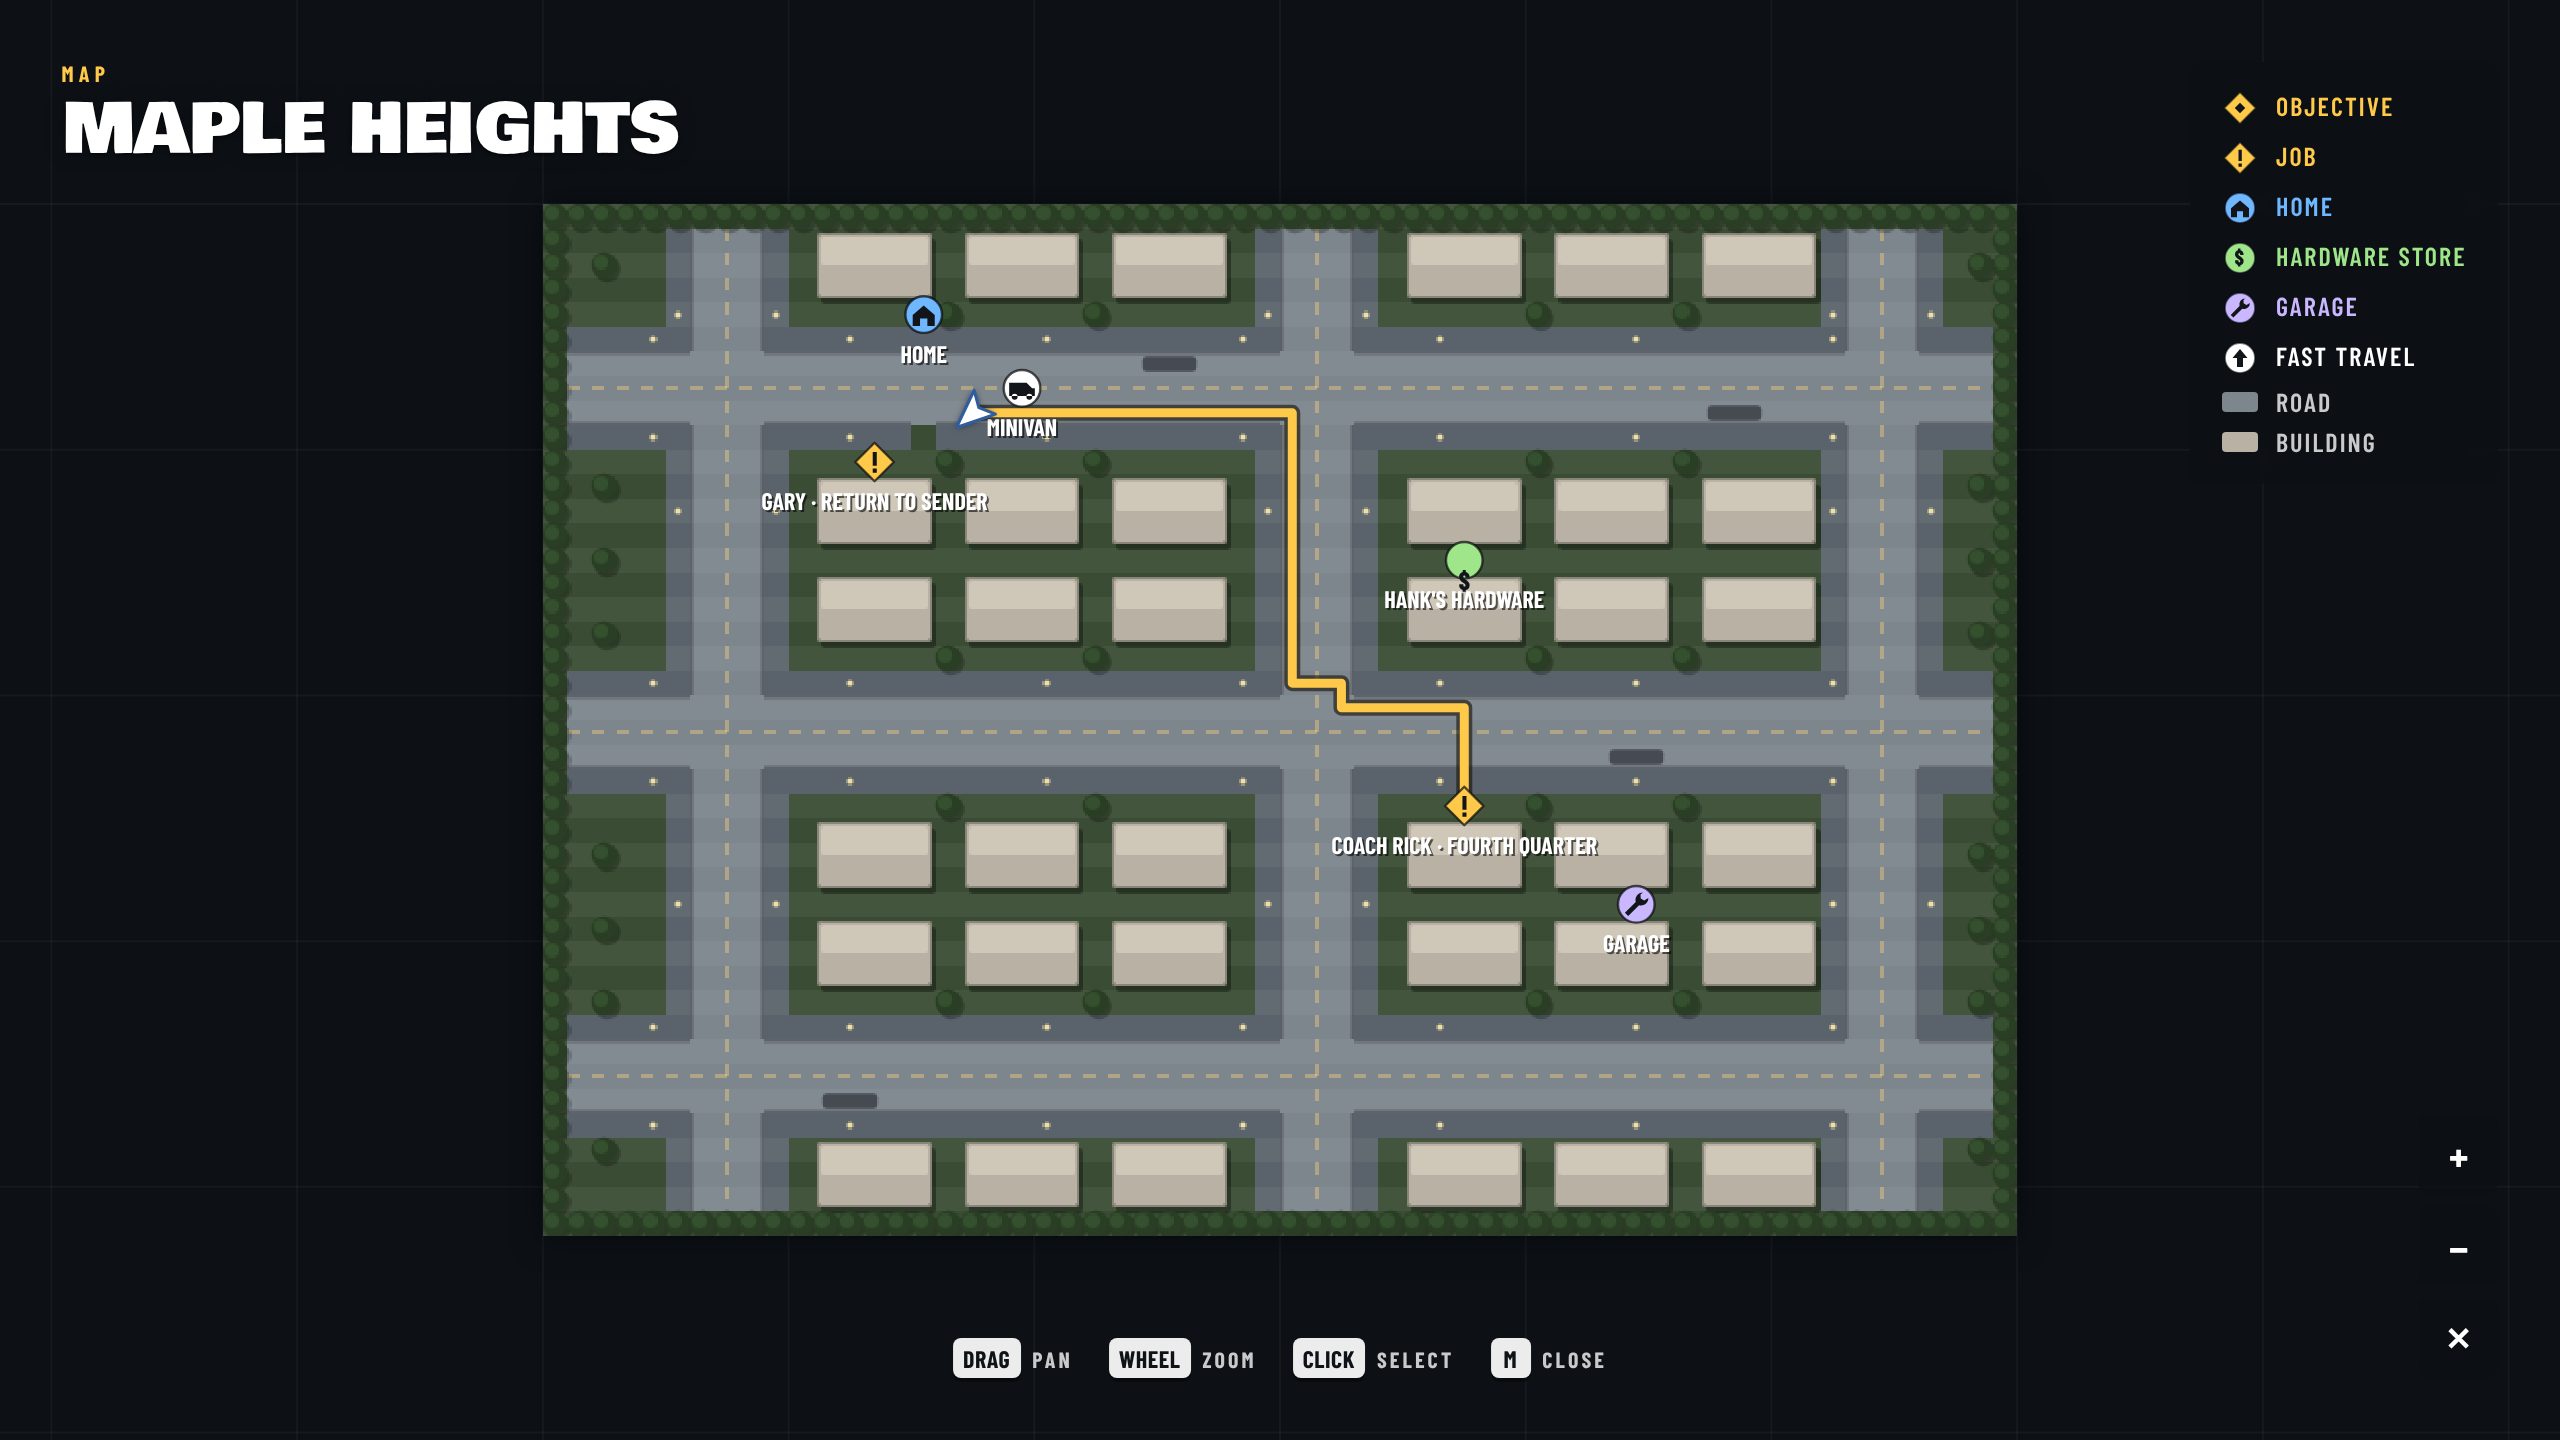 MAP
MAPLE HEIGHTS
OBJECTIVE
! JOB
HOME
$ HARDWARE STORE
GARAGE
FAST TRAVEL
ROAD
BUILDING
HOME
MINIVAN
!
GARY · RETURN TO SENDER
$
HANK'S HARDWARE
!
COACH RICK · FOURTH QUARTER
GARAGE
+
−
×
DRAG PAN WHEEL ZOOM CLICK SELECT M CLOSE